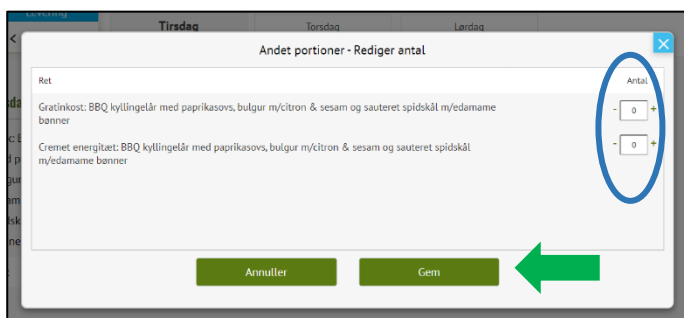 Levering
Tirsdag Torsdag Lørdag
<
Andet portioner - Rediger antal
×
Ret Antal
Gratinkost: BBQ kyllingelår med paprikasovs, bulgur m/citron & sesam og sauteret spidskål m/edamame
bønner
- 0 +
Cremet energitæt: BBQ kyllingelår med paprikasovs, bulgur m/citron & sesam og sauteret spidskål
m/edamame bønner
- 0 +
Annuller Gem